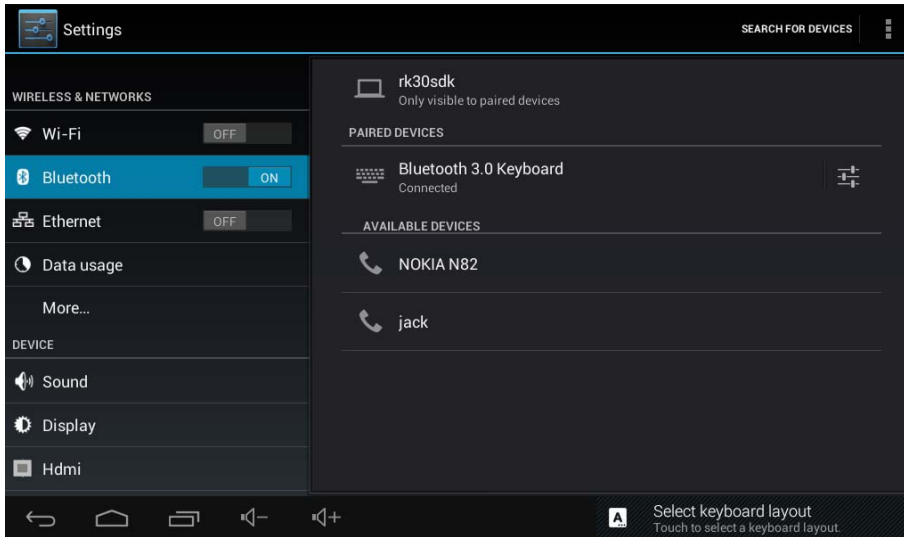 Settings
SEARCH FOR DEVICES
WIRELESS & NETWORKS
Wi-Fi
OFF
Bluetooth
ON
Ethernet
OFF
Data usage
More...
DEVICE
Sound
Display
Hdmi
rk30sdk
Only visible to paired devices
PAIRED DEVICES
Bluetooth 3.0 Keyboard
Connected
AVAILABLE DEVICES
NOKIA N82
jack
A
Select keyboard layout
Touch to select a keyboard layout.